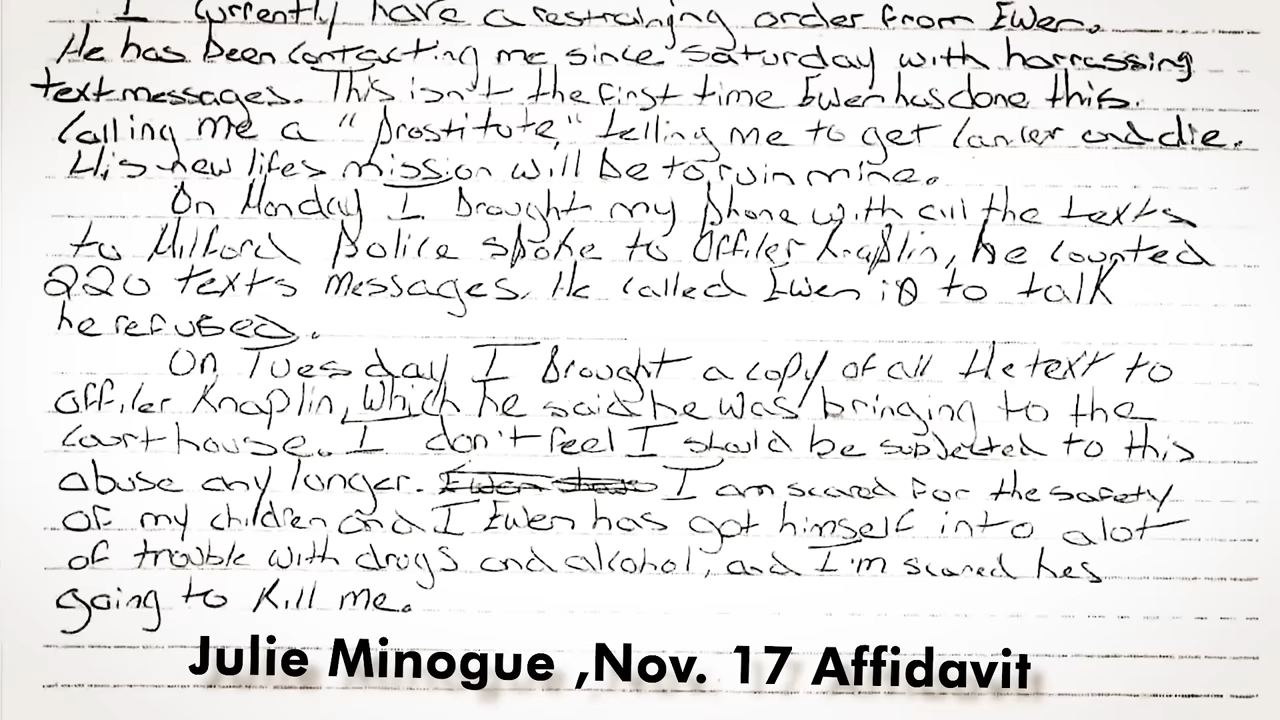 I currently have a restraining order from Ewen.
He has been contacting me since saturday with harrassing
text messages. This isn't the first time Ewen has done this.
Calling me a "prostitute," telling me to get cancer and die.
His new lifes mission will be to ruin mine.
On Monday I brought my phone with all the texts
to Milford Police spoke to Officer Knaplin, he counted
220 texts messages. He called Ewen to talk
he refused.
On Tuesday I brought a copy of all the text to
officer Knaplin, which he said he was bringing to the
courthouse. I don't feel I should be subjected to this
abuse any longer. I am scared for the safety
of my children and I Ewen has got himself into alot
of trouble with drugs and alcohol, and I'm scared hes
going to kill me.
Julie Minogue ,Nov. 17 Affidavit